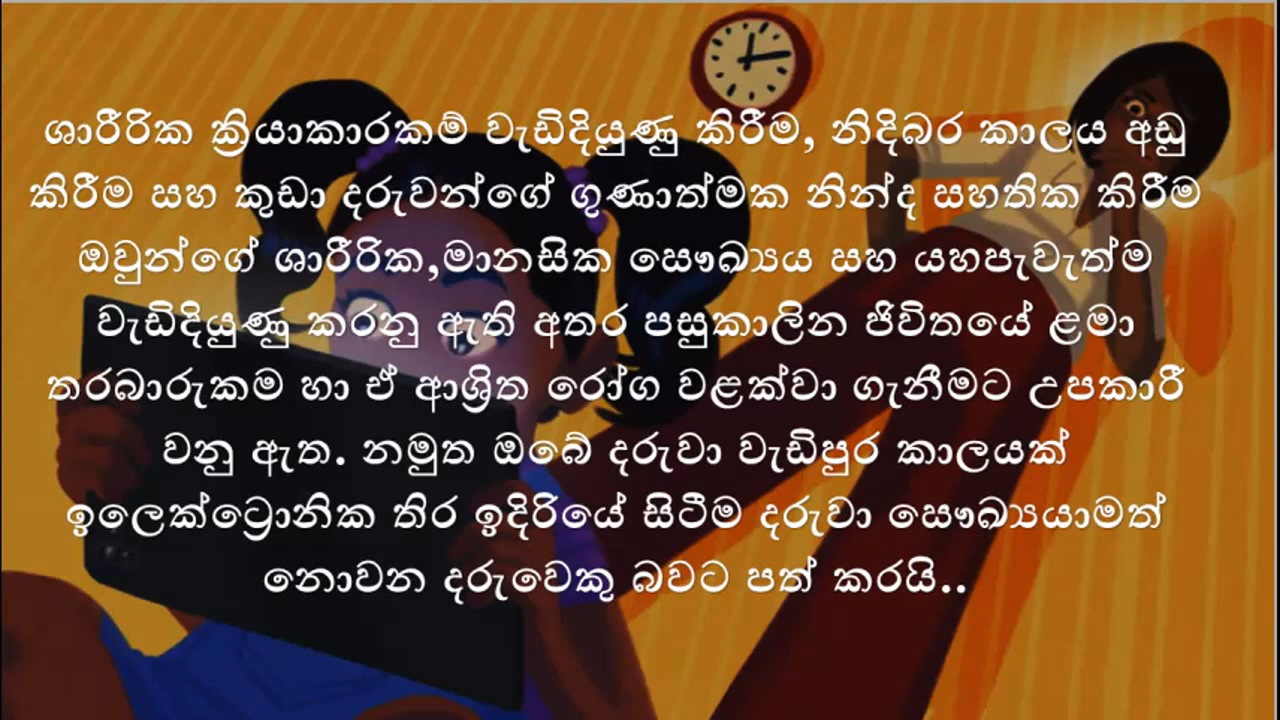 ශාරීරික ක්‍රියාකාරකම් වැඩිදියුණු කිරීම, නිදිබර කාලය අඩු
කිරීම සහ කුඩා දරුවන්ගේ ගුණාත්මක නින්ද සහතික කිරීම
ඔවුන්ගේ ශාරීරික,මානසික සෞඛ්‍යය සහ යහපැවැත්ම
වැඩිදියුණු කරනු ඇති අතර පසුකාලින ජීවිතයේ ළමා
තරබාරුකම හා ඒ ආශ්‍රිත රෝග වළක්වා ගැනීමට උපකාරී
වනු ඇත. නමුත ඔබේ දරුවා වැඩිපුර කාලයක්
ඉලෙක්ට්‍රොනික තිර ඉදිරියේ සිටීම දරුවා සෞඛ්‍යයාමත්
නොවන දරුවෙකු බවට පත් කරයි..